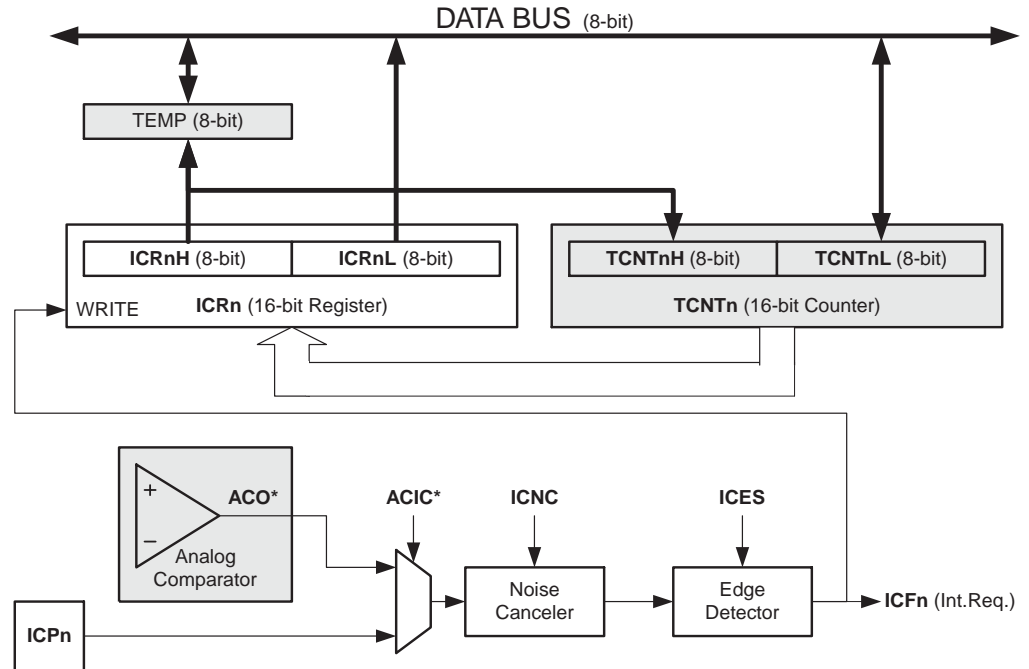 DATA BUS (8-bit)
TEMP (8-bit)
ICRnH (8-bit)
ICRnL (8-bit)
TCNTnH (8-bit)
TCNTnL (8-bit)
WRITE
ICRn (16-bit Register)
TCNTn (16-bit Counter)
+
−
ACO*
Analog
Comparator
ACIC*
ICNC
ICES
Noise
Canceler
Edge
Detector
ICFn (Int.Req.)
ICPn